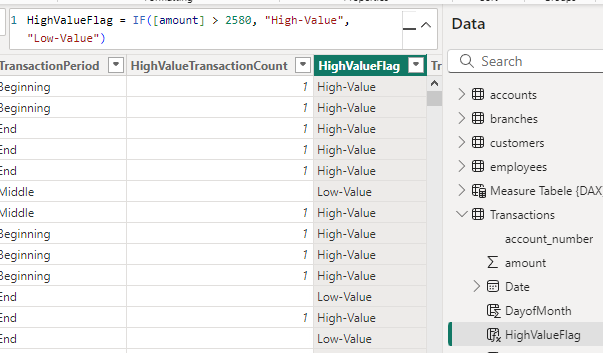 1 HighValueFlag = IF([amount] > 2580, "High-Value",
"Low-Value")
TransactionPeriod HighValueTransactionCount HighValueFlag Tr
Beginning 1 High-Value
Beginning 1 High-Value
End 1 High-Value
End 1 High-Value
End 1 High-Value
Middle Low-Value
Middle 1 High-Value
Beginning 1 High-Value
Beginning 1 High-Value
Beginning 1 High-Value
End Low-Value
End 1 High-Value
End Low-Value
Data
Search
accounts
branches
customers
employees
Measure Tabele {DAX}
Transactions
account_number
amount
Date
DayofMonth
HighValueFlag